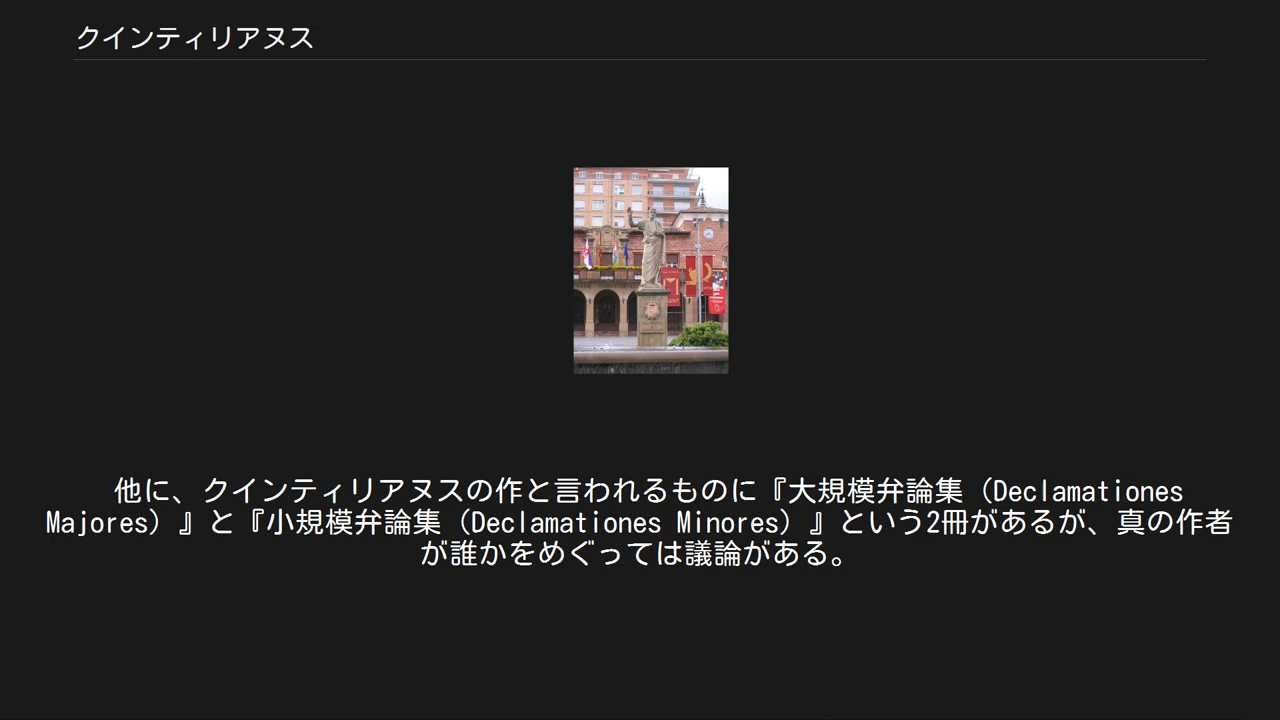 クインティリアヌス
他に、クインティリアヌスの作と言われるものに『大規模弁論集（Declamationes
Majores）』と『小規模弁論集（Declamationes Minores）』という2冊があるが、真の作者
が誰かをめぐっては議論がある。